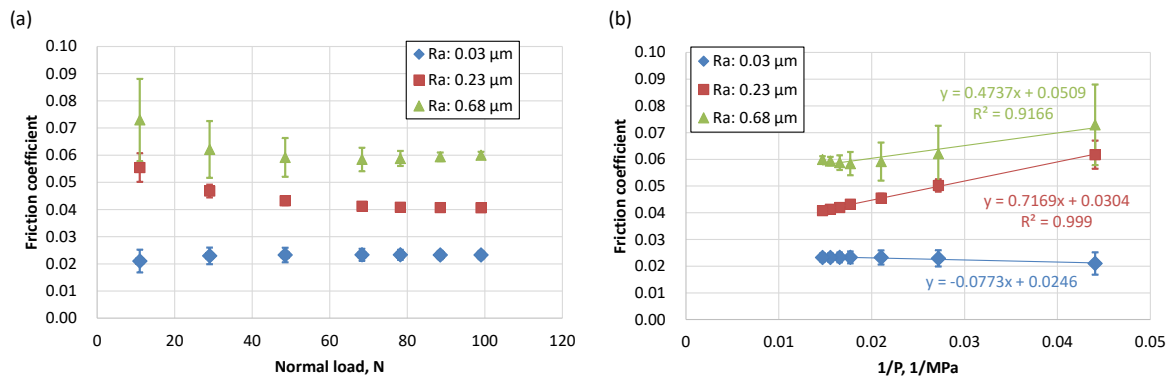 (a)
0.10
0.09
0.08
0.07
0.06
0.05
0.04
0.03
0.02
0.01
0.00
Friction coefficient
0 20 40 60 80 100 120
Normal load, N
Ra: 0.03 µm
Ra: 0.23 µm
Ra: 0.68 µm
(b)
0.10
0.09
0.08
0.07
0.06
0.05
0.04
0.03
0.02
0.01
0.00
Friction coefficient
0 0.01 0.02 0.03 0.04 0.05
1/P, 1/MPa
Ra: 0.03 µm
Ra: 0.23 µm
Ra: 0.68 µm
y = 0.4737x + 0.0509
R² = 0.9166
y = 0.7169x + 0.0304
R² = 0.999
y = -0.0773x + 0.0246